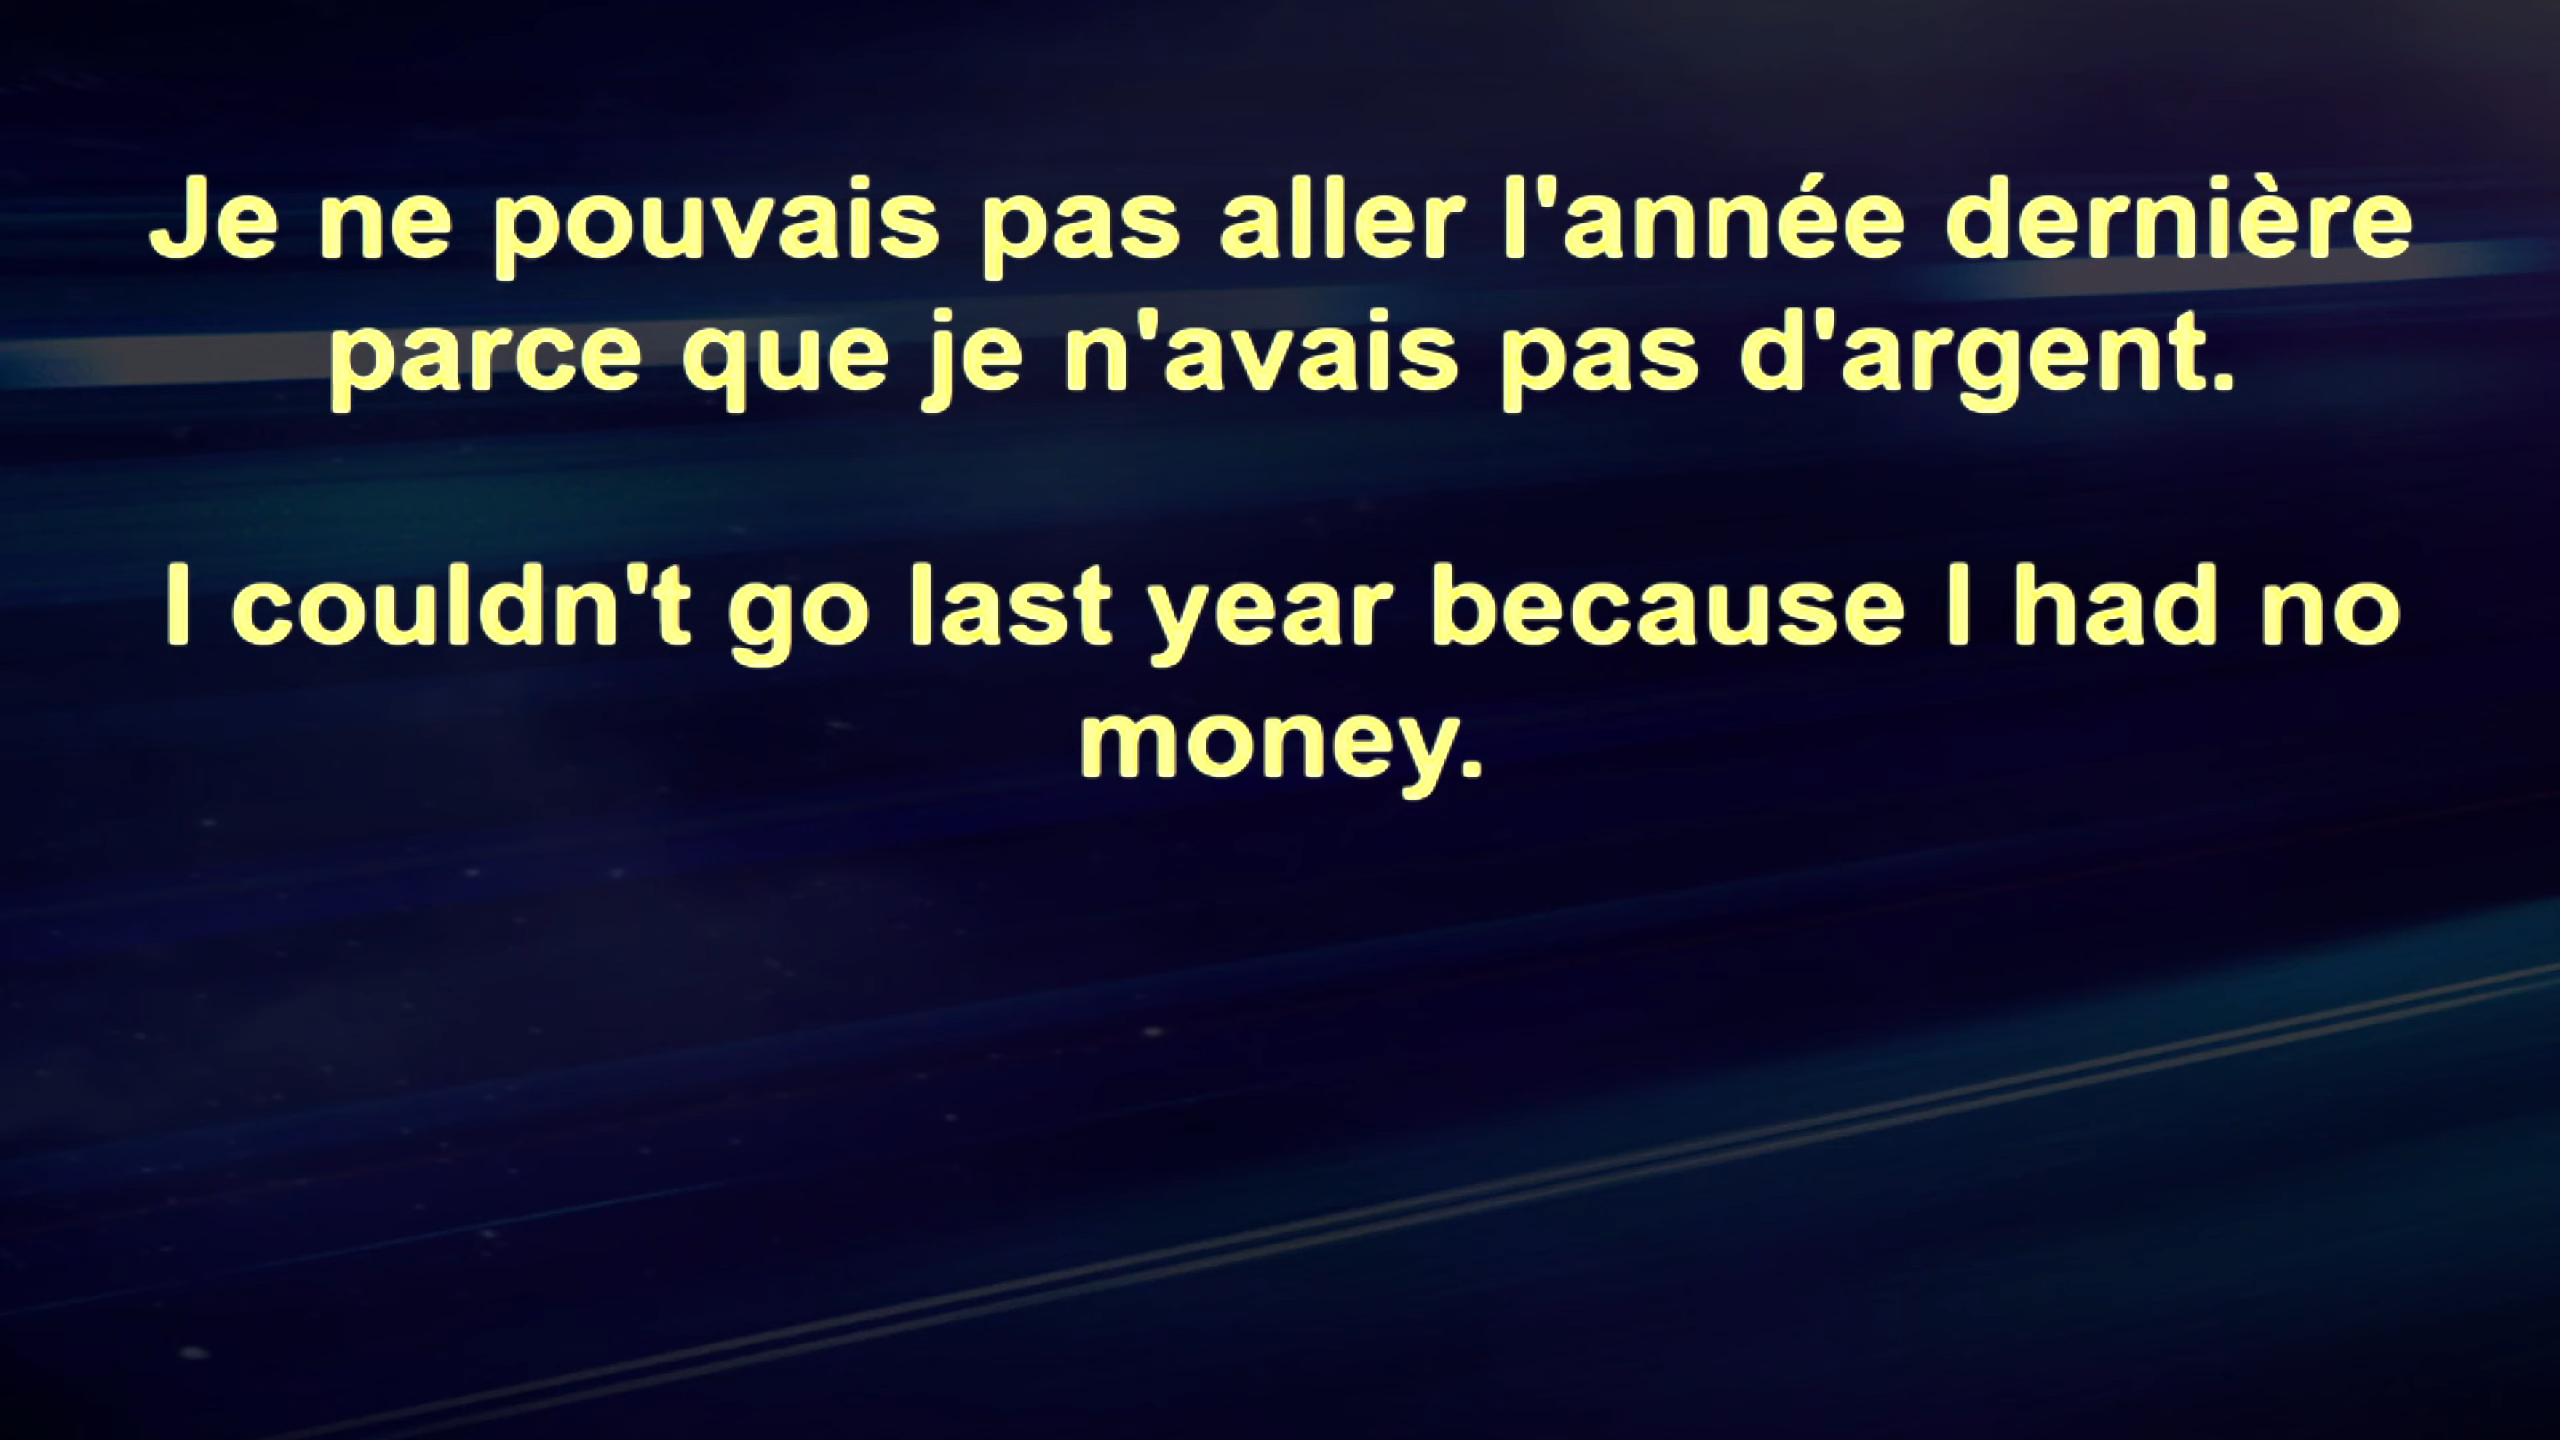 Je ne pouvais pas aller l'année dernière
parce que je n'avais pas d'argent.
I couldn't go last year because I had no
money.